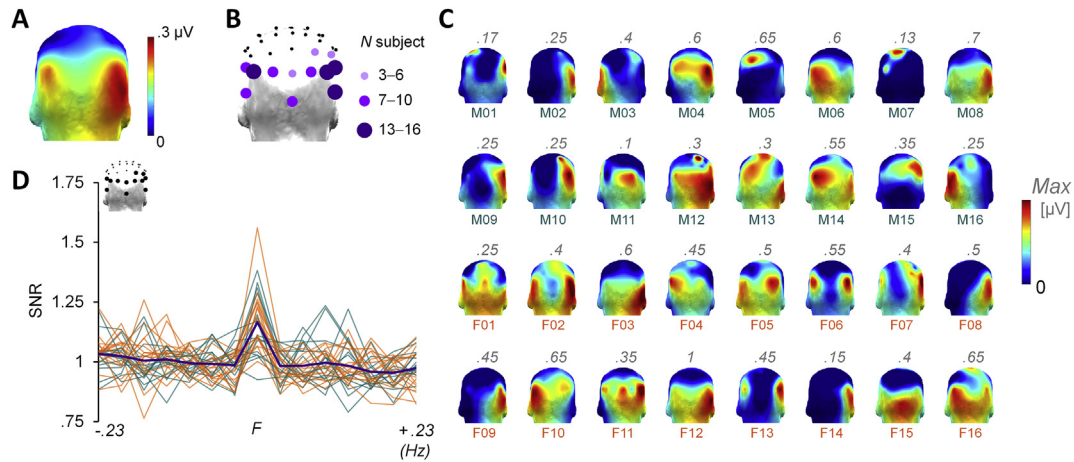 A
.3 µV
0
B
N subject
3–6
7–10
13–16
C
.17 .25 .4 .6 .65 .6 .13 .7
M01 M02 M03 M04 M05 M06 M07 M08
.25 .25 .1 .3 .3 .55 .35 .25
M09 M10 M11 M12 M13 M14 M15 M16
.25 .4 .6 .45 .5 .55 .4 .5
F01 F02 F03 F04 F05 F06 F07 F08
.45 .65 .35 1 .45 .15 .4 .65
F09 F10 F11 F12 F13 F14 F15 F16
Max
[µV]
0
D
1.75
1.5
1.25
1
.75
SNR
-.23 F +.23
(Hz)